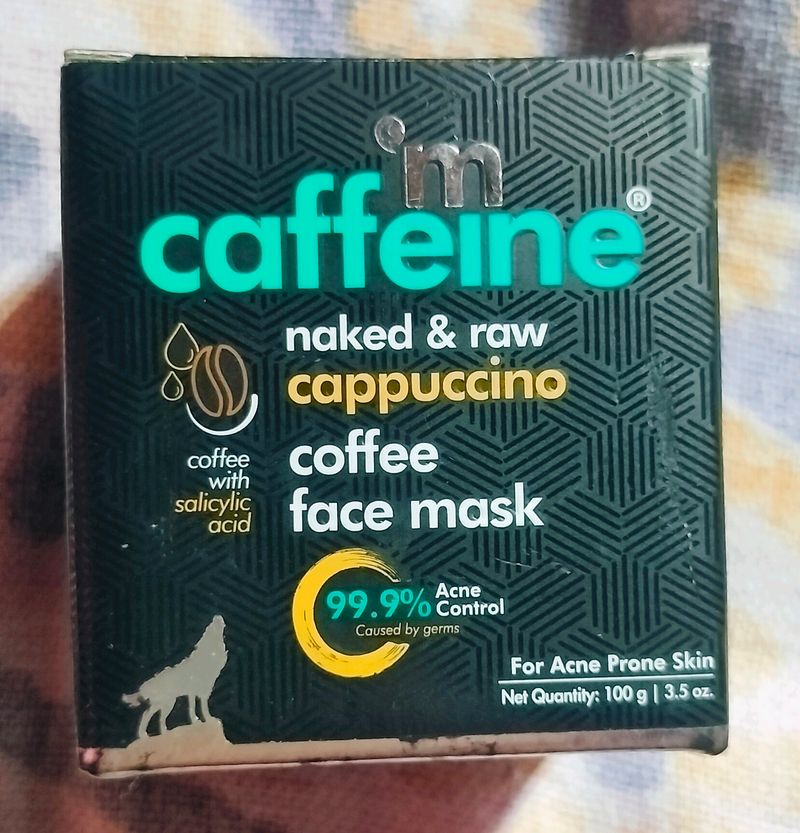 'm
caffeine®
naked & raw
cappuccino
coffee
face mask
coffee
with
salicylic
acid
99.9% Acne
Control
Caused by germs
For Acne Prone Skin
Net Quantity: 100 g | 3.5 oz.